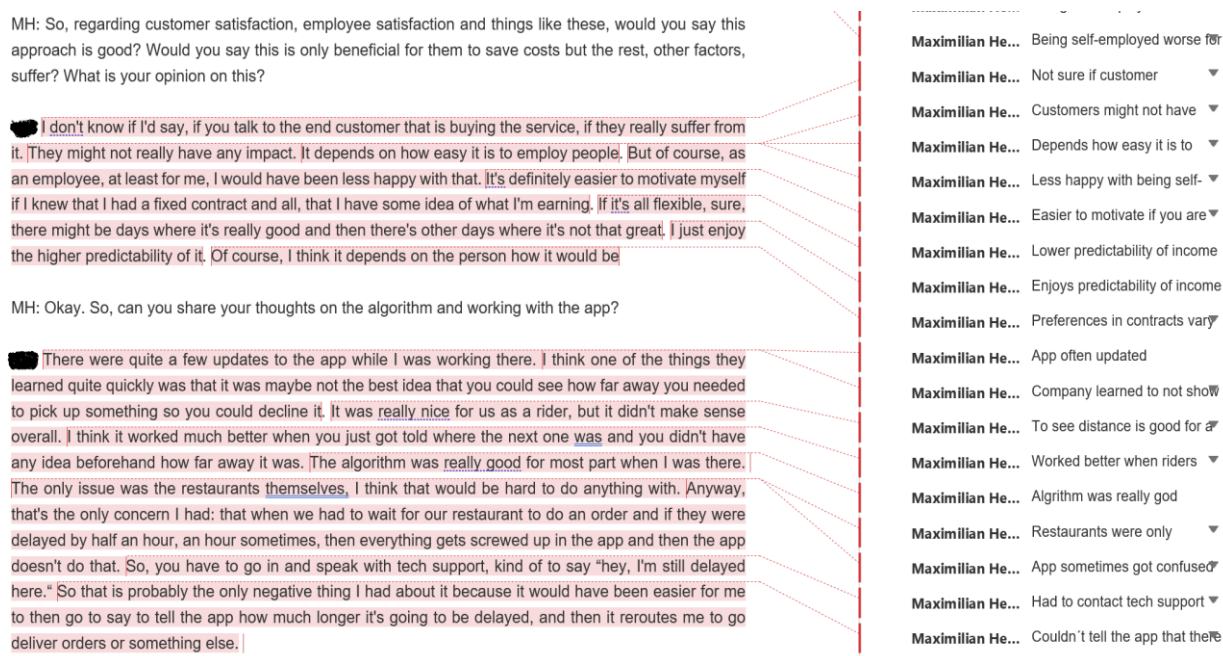 MH: So, regarding customer satisfaction, employee satisfaction and things like these, would you say this
approach is good? Would you say this is only beneficial for them to save costs but the rest, other factors,
suffer? What is your opinion on this?
I don't know if I'd say, if you talk to the end customer that is buying the service, if they really suffer from
it. They might not really have any impact. It depends on how easy it is to employ people. But of course, as
an employee, at least for me, I would have been less happy with that. It's definitely easier to motivate myself
if I knew that I had a fixed contract and all, that I have some idea of what I'm earning. If it's all flexible, sure,
there might be days where it's really good and then there's other days where it's not that great. I just enjoy
the higher predictability of it. Of course, I think it depends on the person how it would be
MH: Okay. So, can you share your thoughts on the algorithm and working with the app?
There were quite a few updates to the app while I was working there. I think one of the things they
learned quite quickly was that it was maybe not the best idea that you could see how far away you needed
to pick up something so you could decline it. It was really nice for us as a rider, but it didn't make sense
overall. I think it worked much better when you just got told where the next one was and you didn't have
any idea beforehand how far away it was. The algorithm was really good for most part when I was there.
The only issue was the restaurants themselves, I think that would be hard to do anything with. Anyway,
that's the only concern I had: that when we had to wait for our restaurant to do an order and if they were
delayed by half an hour, an hour sometimes, then everything gets screwed up in the app and then the app
doesn't do that. So, you have to go in and speak with tech support, kind of to say “hey, I'm still delayed
here.“ So that is probably the only negative thing I had about it because it would have been easier for me
to then go to say to tell the app how much longer it's going to be delayed, and then it reroutes me to go
deliver orders or something else.
Maximilian He... Being self-employed worse for
Maximilian He... Not sure if customer
Maximilian He... Customers might not have
Maximilian He... Depends how easy it is to
Maximilian He... Less happy with being self-
Maximilian He... Easier to motivate if you are
Maximilian He... Lower predictability of income
Maximilian He... Enjoys predictability of income
Maximilian He... Preferences in contracts vary
Maximilian He... App often updated
Maximilian He... Company learned to not show
Maximilian He... To see distance is good for a
Maximilian He... Worked better when riders
Maximilian He... Algrithm was really god
Maximilian He... Restaurants were only
Maximilian He... App sometimes got confused
Maximilian He... Had to contact tech support
Maximilian He... Couldn´t tell the app that there